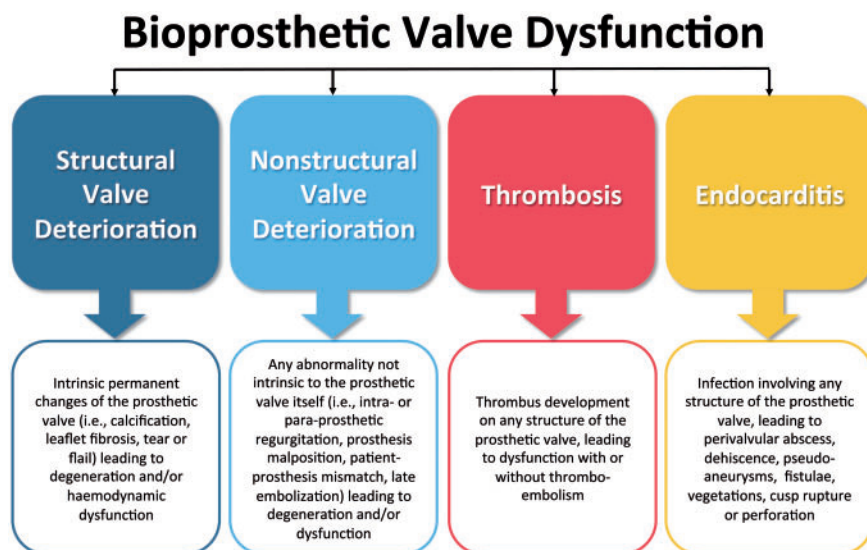 Bioprosthetic Valve Dysfunction
Structural
Valve
Deterioration
Nonstructural
Valve
Deterioration
Thrombosis
Endocarditis
Intrinsic permanent
changes of the prosthetic
valve (i.e., calcification,
leaflet fibrosis, tear or
flail) leading to
degeneration and/or
haemodynamic
dysfunction
Any abnormality not
intrinsic to the prosthetic
valve itself (i.e., intra- or
para-prosthetic
regurgitation, prosthesis
malposition, patient-
prosthesis mismatch, late
embolization) leading to
degeneration and/or
dysfunction
Thrombus development
on any structure of the
prosthetic valve, leading
to dysfunction with or
without thrombo-
embolism
Infection involving any
structure of the prosthetic
valve, leading to
perivalvular abscess,
dehiscence, pseudo-
aneurysms, fistulae,
vegetations, cusp rupture
or perforation